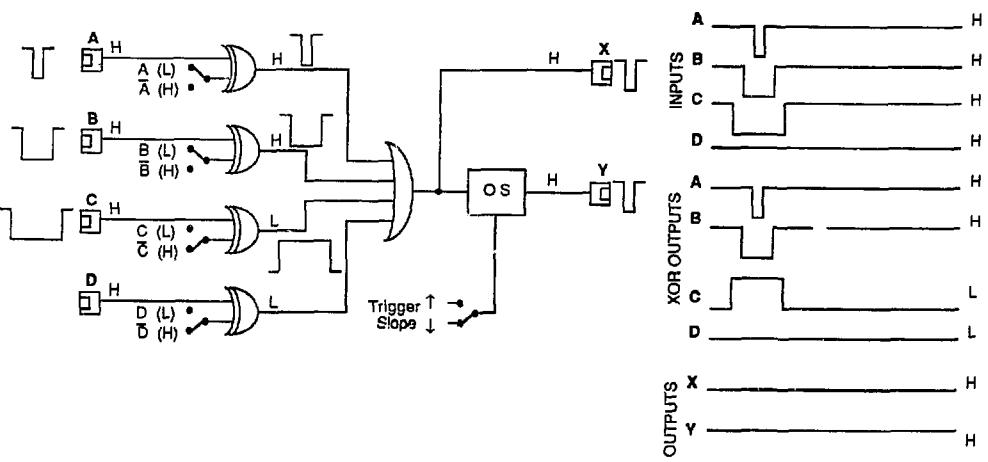 A
H
A (L)
A̅ (H)
H
B
H
B (L)
B̅ (H)
H
C
H
C (L)
C̅ (H)
L
D
H
D (L)
D̅ (H)
L
OS
Trigger ↑
Slope ↓
H
X
H
Y
INPUTS
A H
B H
C H
D H
XOR OUTPUTS
A H
B H
C L
D L
OUTPUTS
X H
Y H